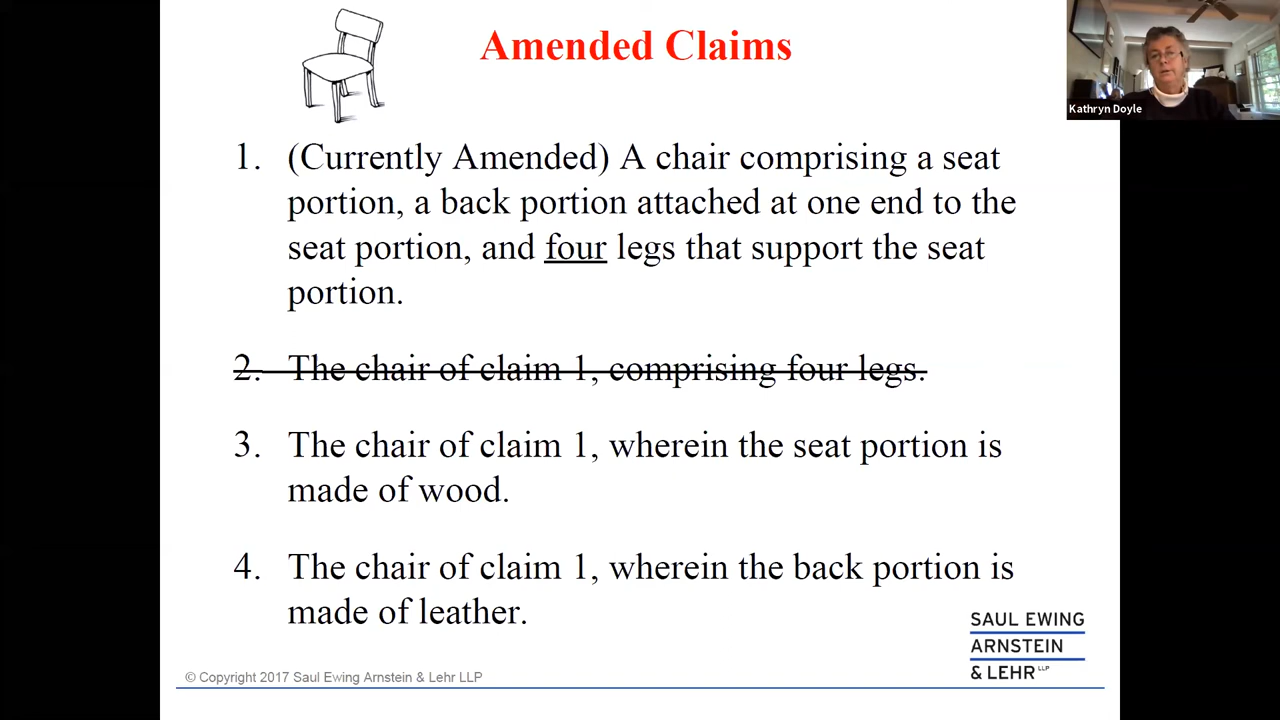 Amended Claims
Kathryn Doyle
1. (Currently Amended) A chair comprising a seat
portion, a back portion attached at one end to the
seat portion, and four legs that support the seat
portion.
2. The chair of claim 1, comprising four legs.
3. The chair of claim 1, wherein the seat portion is
made of wood.
4. The chair of claim 1, wherein the back portion is
made of leather.
SAUL EWING
ARNSTEIN
& LEHR LLP
© Copyright 2017 Saul Ewing Arnstein & Lehr LLP